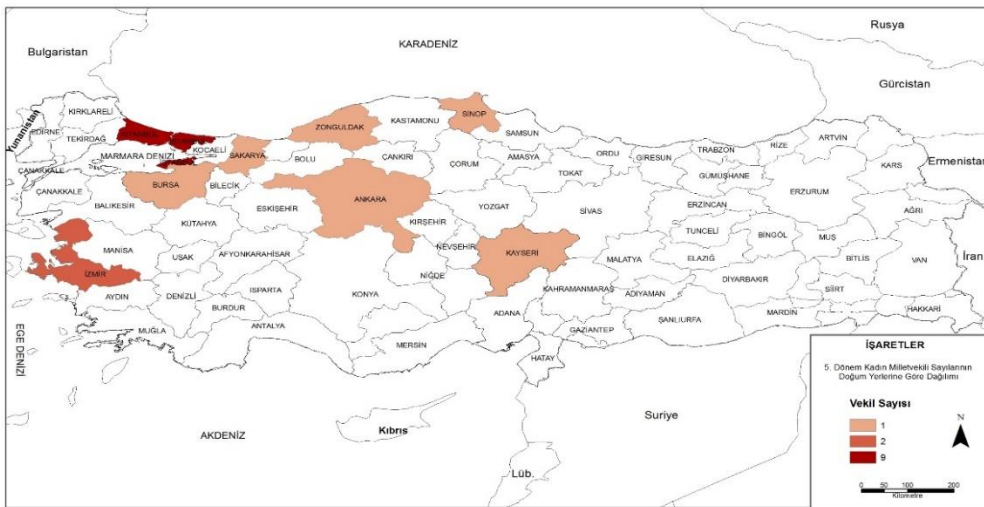 Bulgaristan
KARADENİZ
Rusya
Gürcistan
Yunanistan
KIRKLARELİ
EDİRNE
TEKİRDAĞ
KOCAELİ
SAKARYA
ZONGULDAK
KASTAMONU
SİNOP
SAMSUN
MARMARA DENİZİ
BOLU
ÇANKIRI
ÇORUM
AMASYA
ORDU
GİRESUN
TRABZON
RİZE
ARTVİN
KARS
Ermenistan
ÇANAKKALE
ÇANAKKALE
BALIKESİR
BURSA
BİLECİK
ESKİŞEHİR
ANKARA
KIRŞEHİR
YOZGAT
TOKAT
SİVAS
GÜMÜŞHANE
ERZİNCAN
ERZURUM
AĞRI
KÜTAHYA
MANİSA
UŞAK
AFYONKARAHİSAR
NEVŞEHİR
KAYSERİ
MALATYA
TUNCELİ
ELAZIĞ
BİNGÖL
MUŞ
BİTLİS
VAN
İran
İZMİR
AYDIN
DENİZLİ
ISPARTA
BURDUR
KONYA
NİĞDE
KAHRAMANMARAŞ
ADIYAMAN
DİYARBAKIR
SİİRT
HAKKARİ
MUĞLA
ANTALYA
MERSİN
ADANA
GAZİANTEP
ŞANLIURFA
MARDİN
HATAY
EGE DENİZİ
AKDENİZ
Kıbrıs
Lüb.
Suriye
İŞARETLER
5. Dönem Kadın Milletvekili Sayılarının
Doğum Yerlerine Göre Dağılımı
Vekil Sayısı
1
2
9
N
0 50 100 200
Kilometre